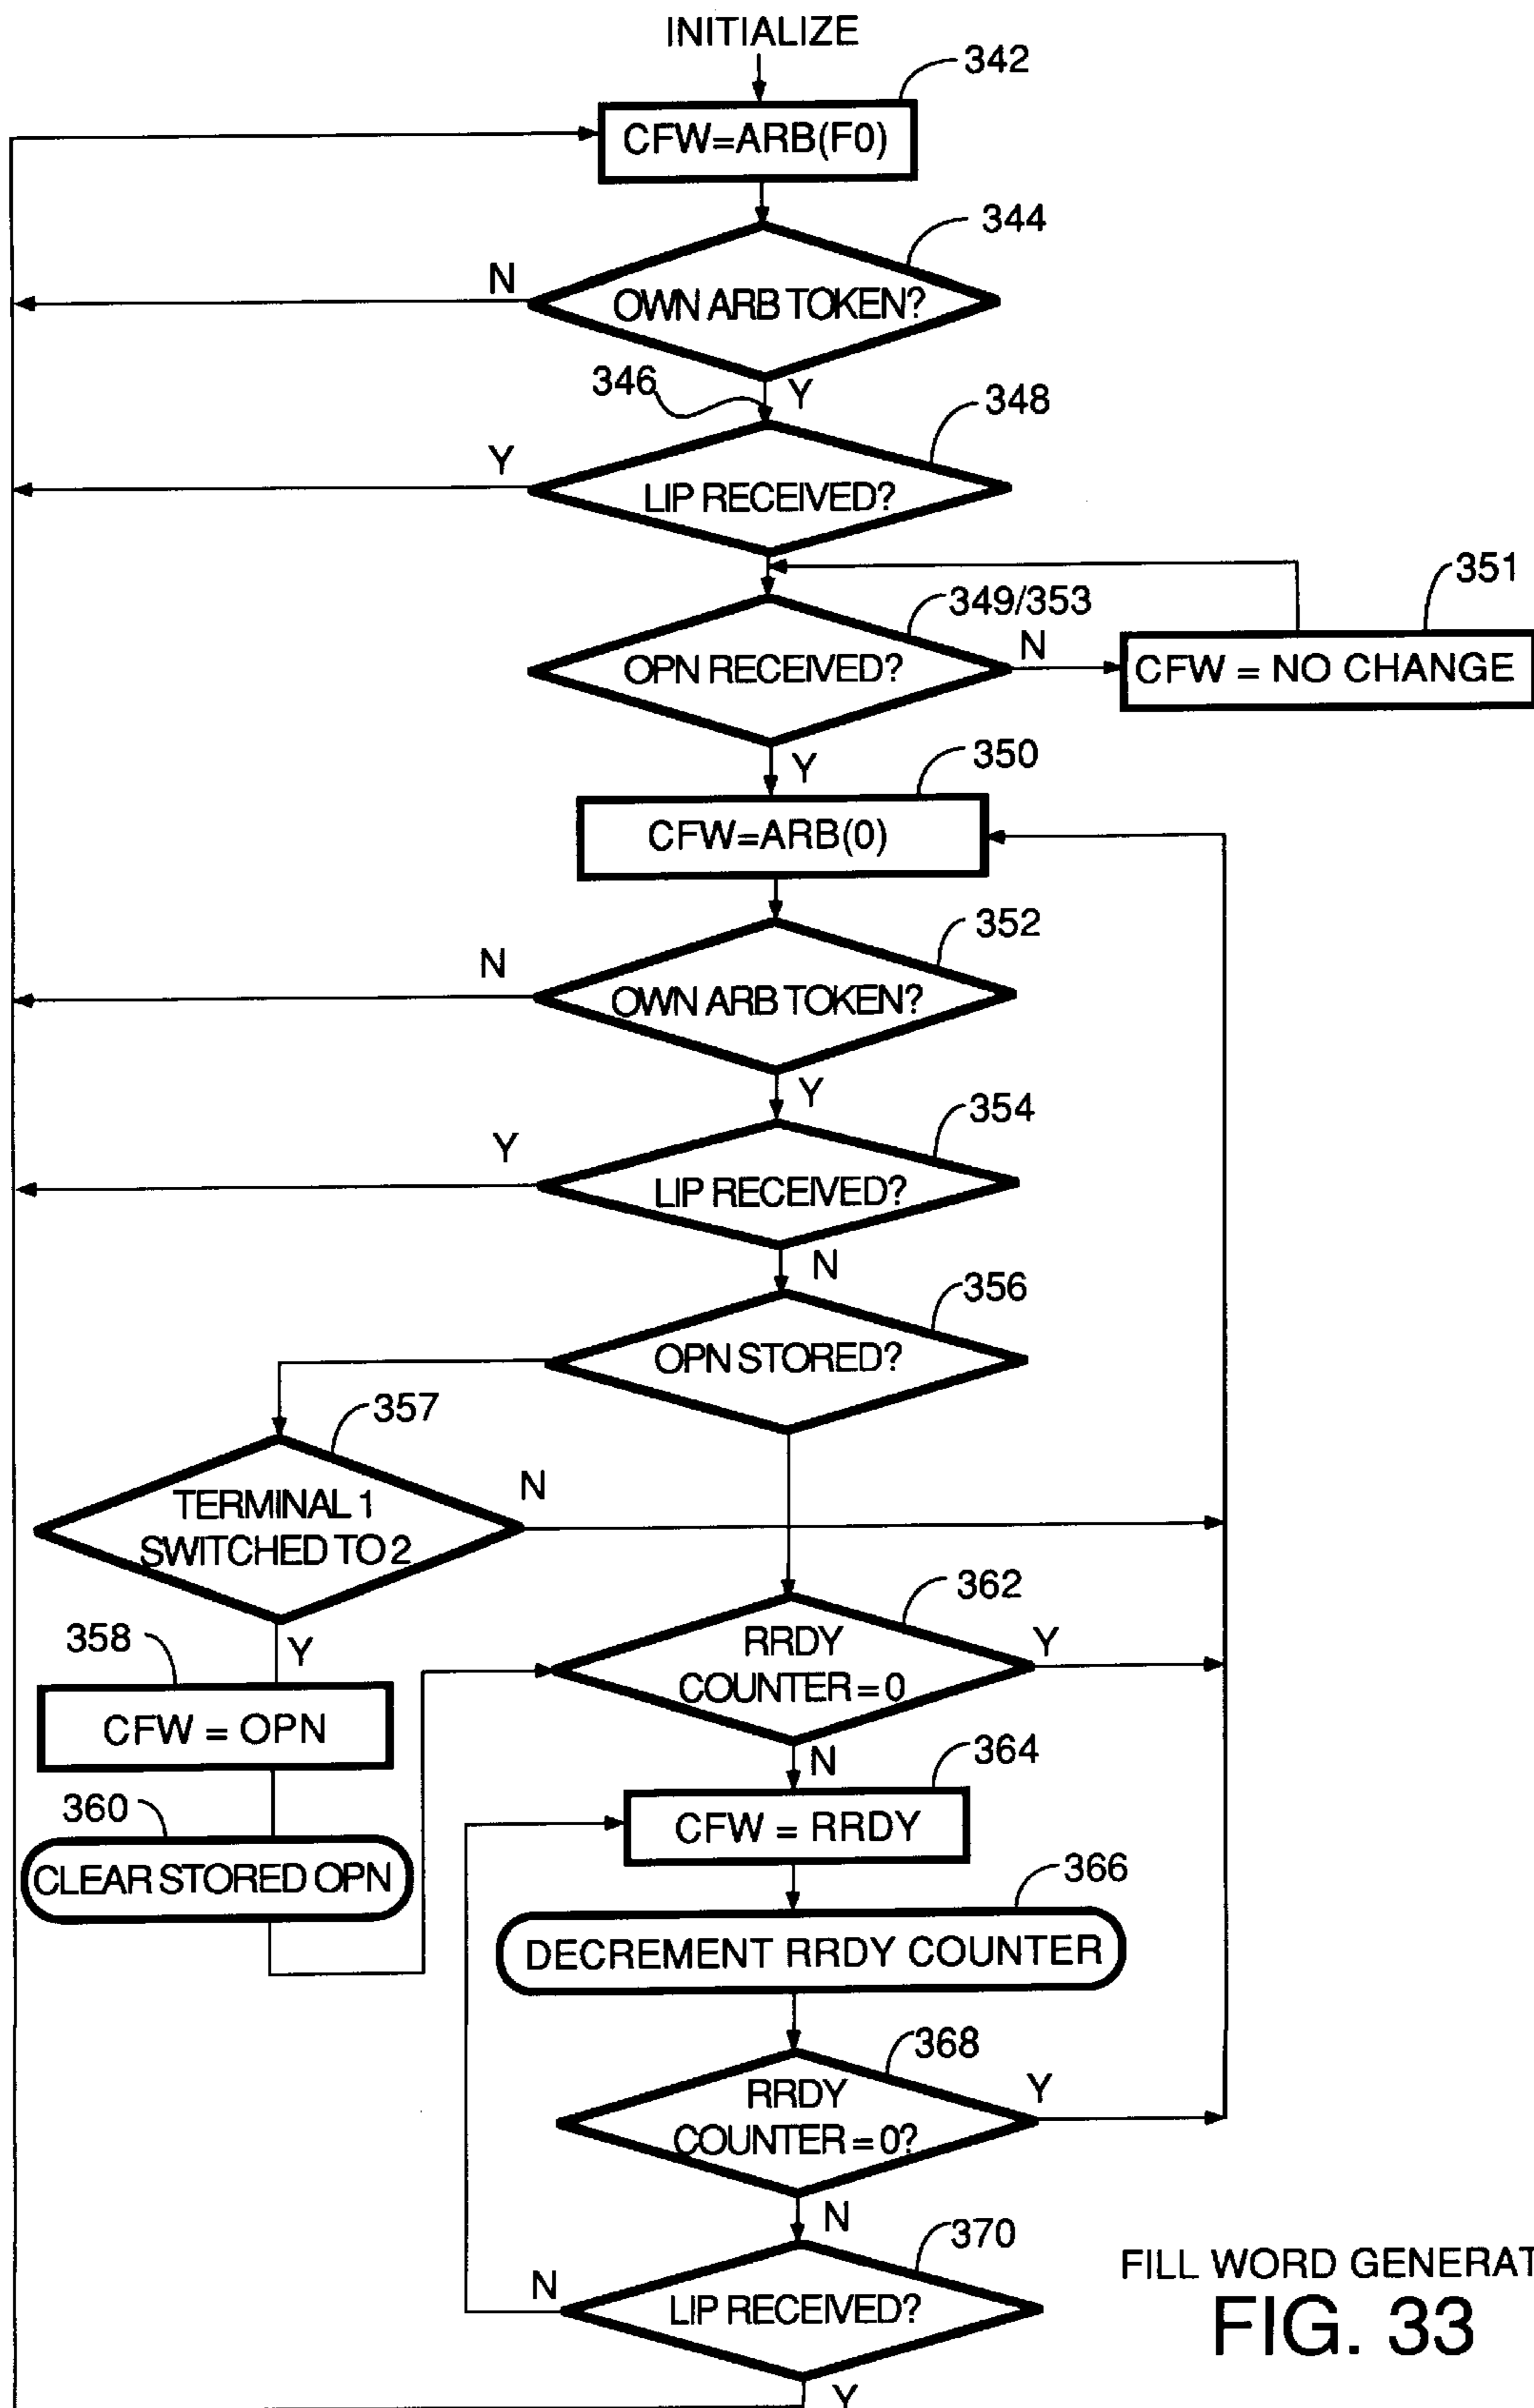 INITIALIZE
342
CFW=ARB(F0)
344
N
OWN ARB TOKEN?
346
Y
348
Y
LIP RECEIVED?
351
349/353
N
OPN RECEIVED?
CFW = NO CHANGE
350
Y
CFW=ARB(0)
352
N
OWN ARB TOKEN?
Y
354
Y
LIP RECEIVED?
N
356
OPN STORED?
357
N
TERMINAL 1
SWITCHED TO 2
362
358
Y
RRDY
Y
COUNTER = 0
CFW = OPN
364
N
360
CFW = RRDY
CLEAR STORED OPN
366
DECREMENT RRDY COUNTER
368
RRDY
Y
COUNTER = 0?
N
370
N
LIP RECEIVED?
Y
FILL WORD GENERAT
FIG. 33